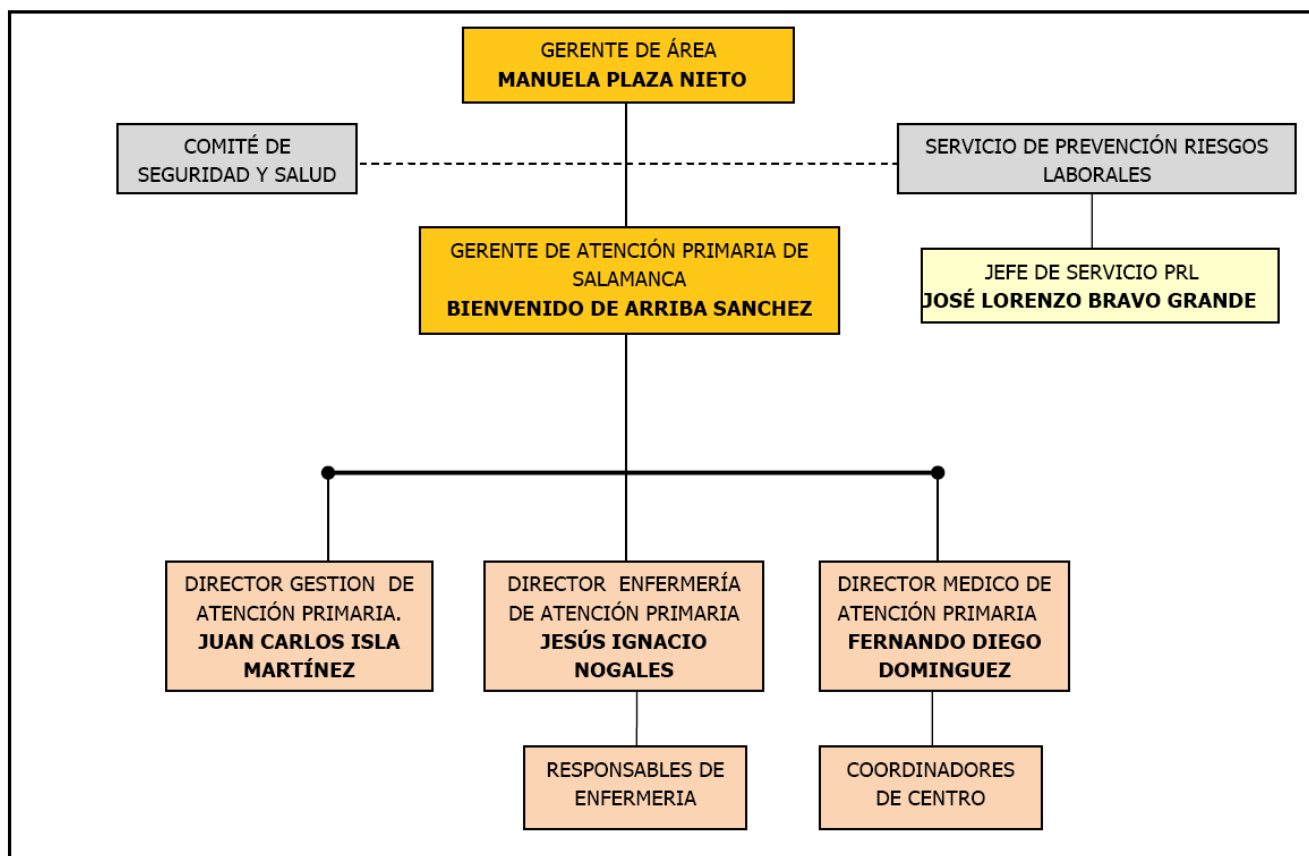 GERENTE DE ÁREA
MANUELA PLAZA NIETO
COMITÉ DE
SEGURIDAD Y SALUD
SERVICIO DE PREVENCIÓN RIESGOS
LABORALES
GERENTE DE ATENCIÓN PRIMARIA DE
SALAMANCA
BIENVENIDO DE ARRIBA SANCHEZ
JEFE DE SERVICIO PRL
JOSÉ LORENZO BRAVO GRANDE
DIRECTOR GESTION DE
ATENCIÓN PRIMARIA.
JUAN CARLOS ISLA
MARTÍNEZ
DIRECTOR ENFERMERÍA
DE ATENCIÓN PRIMARIA
JESÚS IGNACIO
NOGALES
DIRECTOR MEDICO DE
ATENCIÓN PRIMARIA
FERNANDO DIEGO
DOMINGUEZ
RESPONSABLES DE
ENFERMERIA
COORDINADORES
DE CENTRO